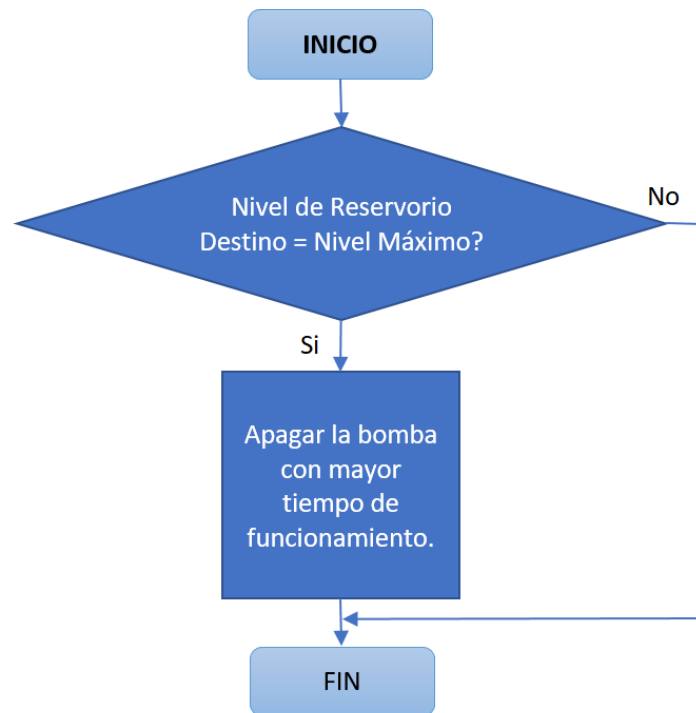 INICIO
Nivel de Reservorio
Destino = Nivel Máximo?
No
Si
Apagar la bomba
con mayor
tiempo de
funcionamiento.
FIN